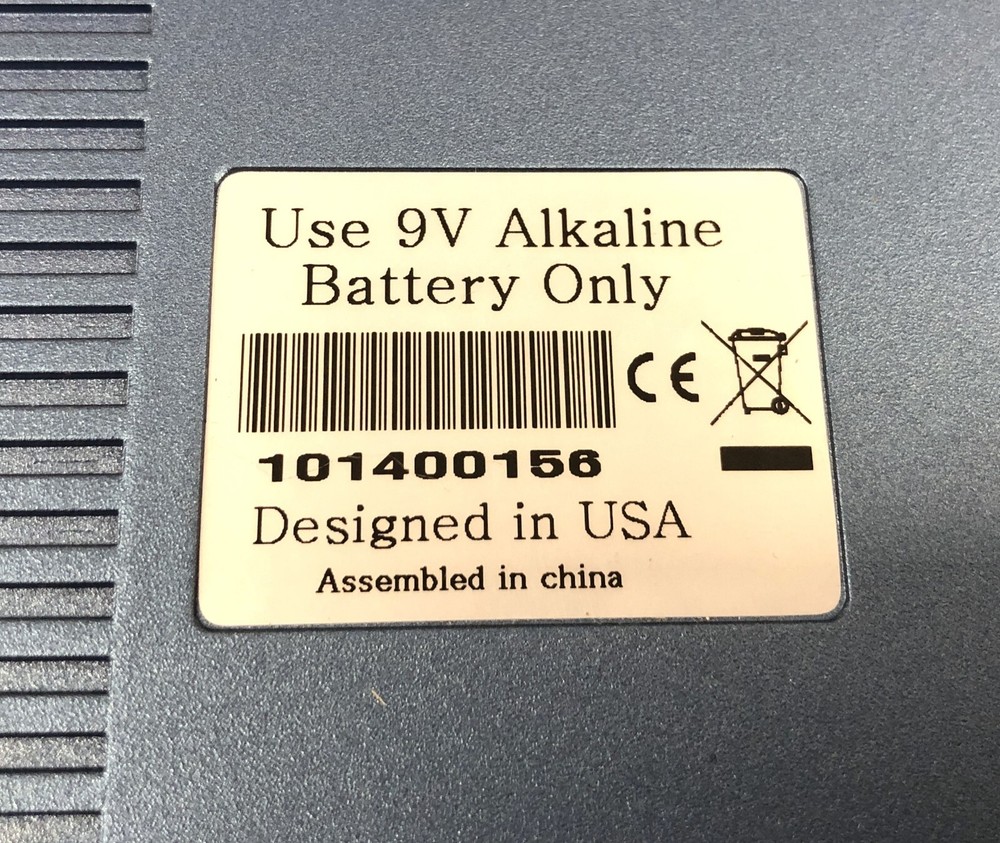 Use 9V Alkaline
Battery Only
CE
101400156
Designed in USA
Assembled in china